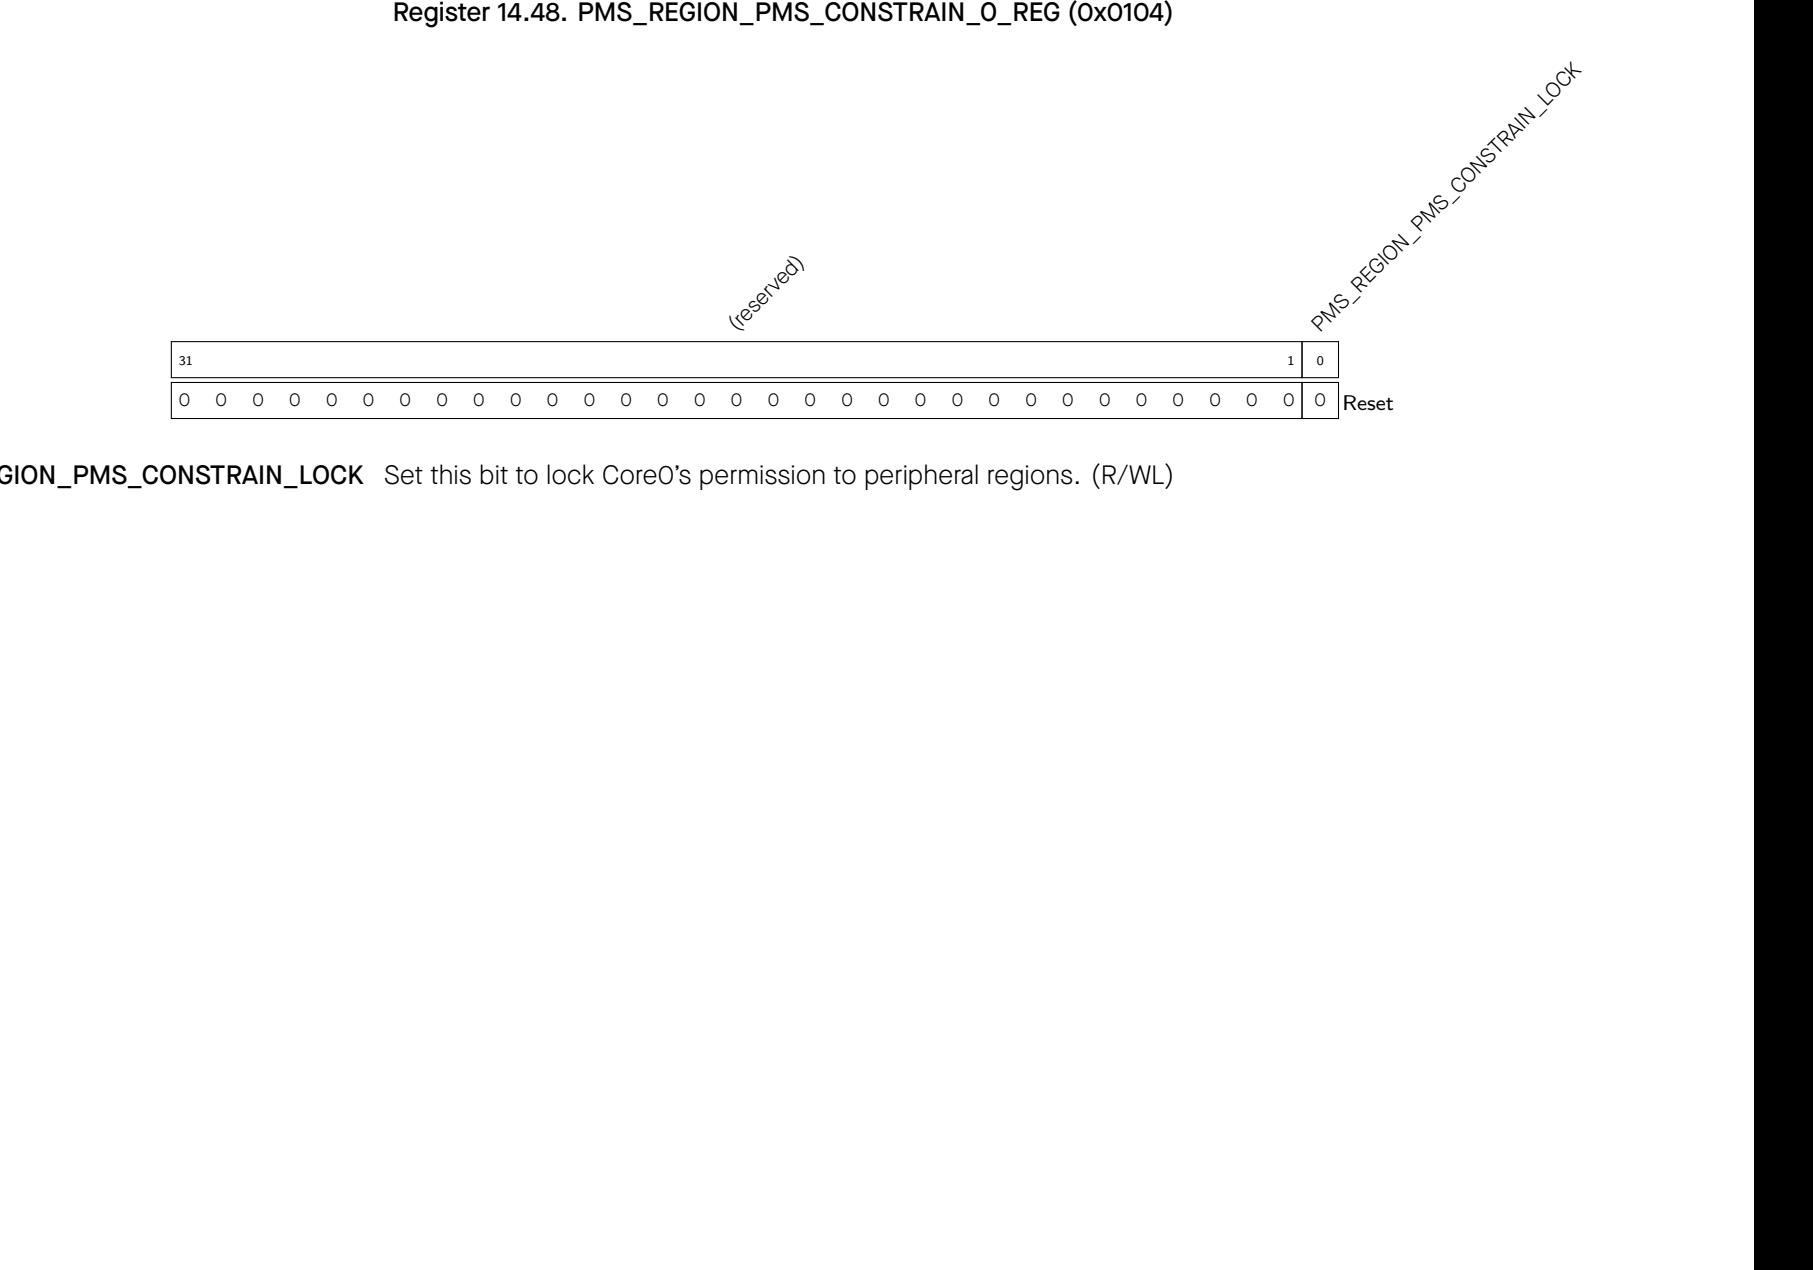 Register 14.48. PMS_REGION_PMS_CONSTRAIN_0_REG (0x0104)
(reserved)
PMS_REGION_PMS_CONSTRAIN_LOCK
31 1 0
0 0 0 0 0 0 0 0 0 0 0 0 0 0 0 0 0 0 0 0 0 0 0 0 0 0 0 0 0 0 0 0 Reset
GION_PMS_CONSTRAIN_LOCK Set this bit to lock Core0's permission to peripheral regions. (R/WL)